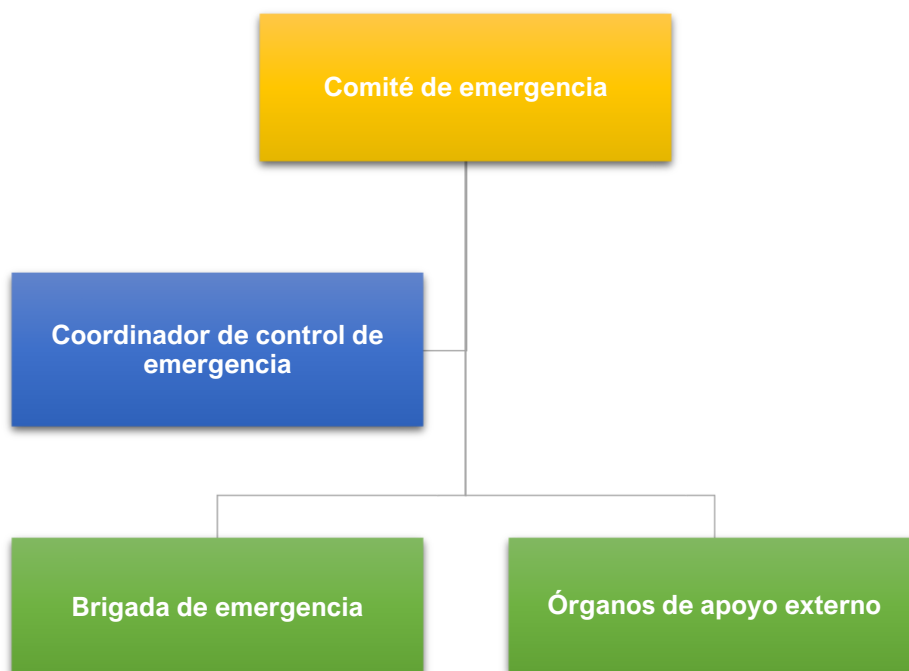 Comité de emergencia
Coordinador de control de
emergencia
Brigada de emergencia
Órganos de apoyo externo